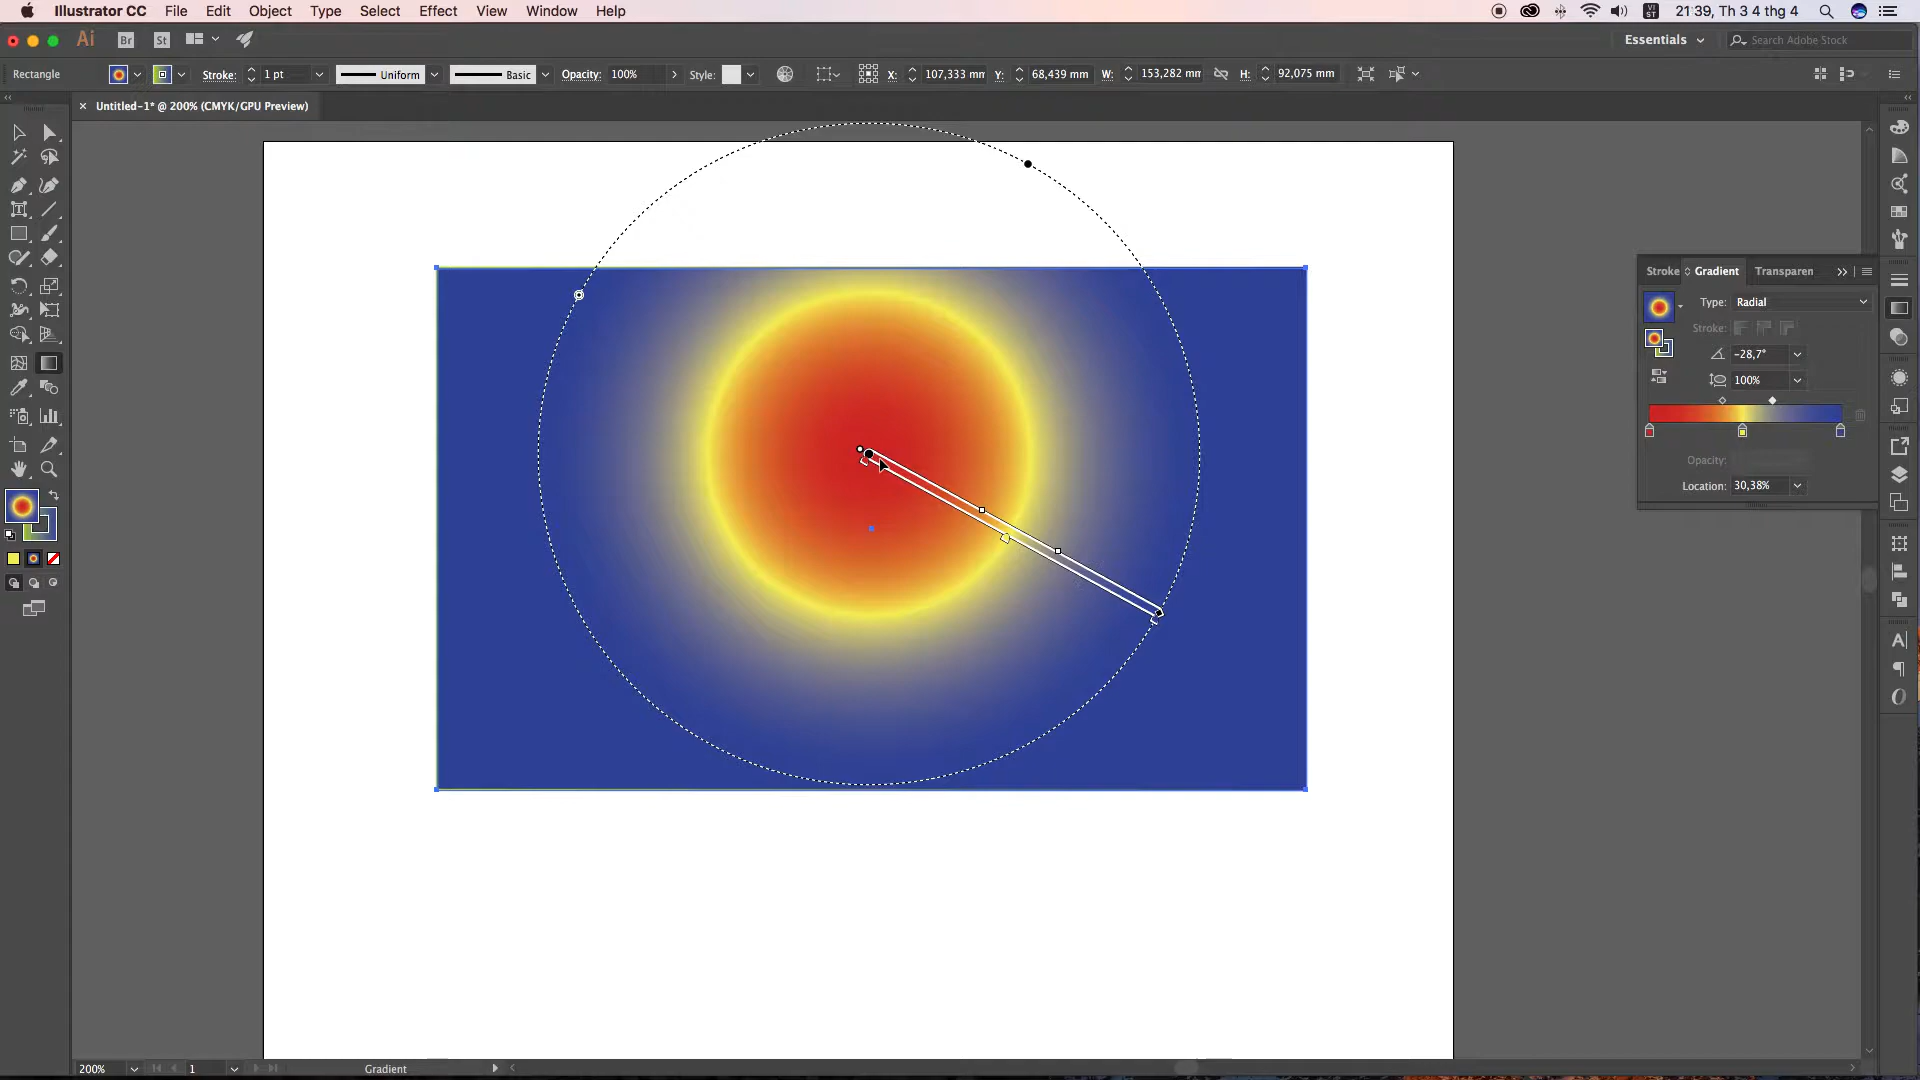 Illustrator CC File Edit Object Type Select Effect View Window Help
VI
ST
21:39, Th 3 4 thg 4
Ai Br St
Essentials
Search Adobe Stock
Rectangle
Stroke: 1 pt Uniform Basic Opacity: 100% Style: X: 107,333 mm Y: 68,439 mm W: 153,282 mm H: 92,075 mm
× Untitled-1* @ 200% (CMYK/GPU Preview)
Stroke Gradient Transparen
Type: Radial
Stroke:
-28,7°
100%
Opacity:
Location: 30,38%
200% 1 Gradient